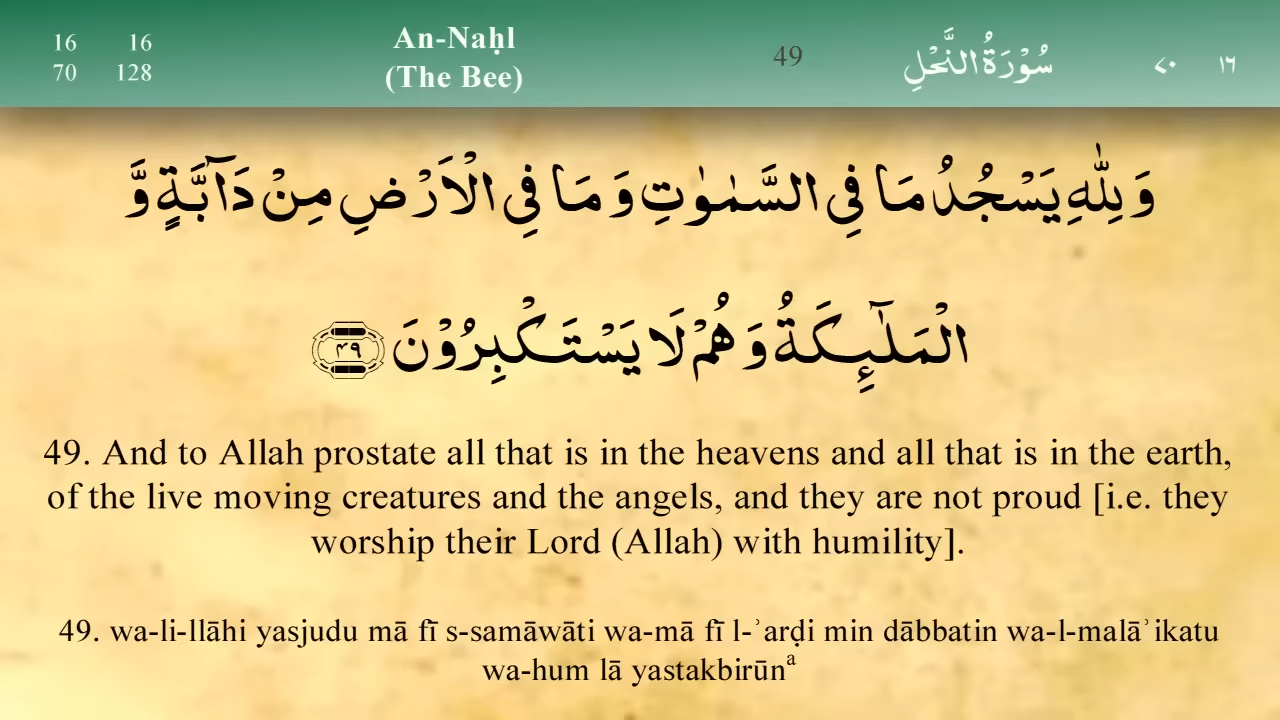 16 16
70 128
An-Naḥl
(The Bee)
49
سُوْرَةُ النَّحْلِ
٧٠ ١٦
وَلِلّٰهِ يَسْجُدُ مَا فِى السَّمٰوٰتِ وَمَا فِى الْاَرْضِ مِنْ دَآبَّةٍ وَّ
الْمَلٰٓٮِٕكَةُ وَهُمْ لَا يَسْتَكْبِرُوْنَ ٤٩
49. And to Allah prostate all that is in the heavens and all that is in the earth,
of the live moving creatures and the angels, and they are not proud [i.e. they
worship their Lord (Allah) with humility].
49. wa-li-llāhi yasjudu mā fī s-samāwāti wa-mā fī l-ʾarḍi min dābbatin wa-l-malāʾikatu
wa-hum lā yastakbirūnᵃ